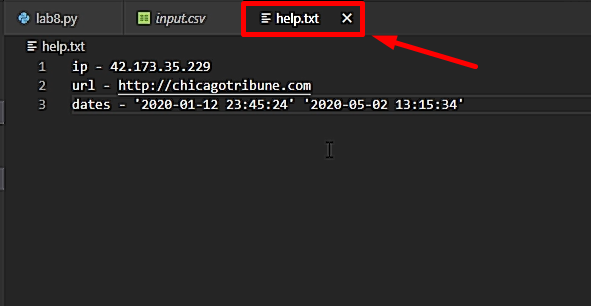 lab8.py input.csv help.txt
help.txt
1 ip - 42.173.35.229
2 url - http://chicagotribune.com
3 dates - '2020-01-12 23:45:24' '2020-05-02 13:15:34'